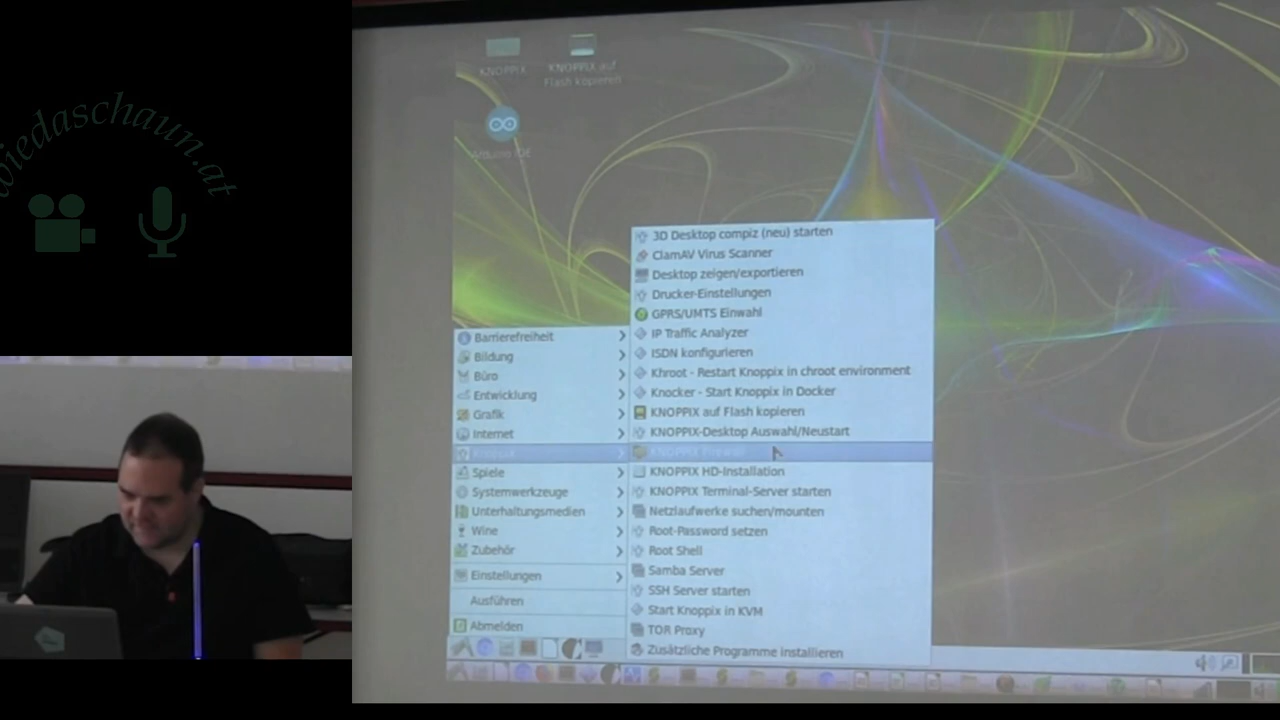 wiedaschaun.at
KNOPPIX
KNOPPIX auf
Flash kopieren
Arduino IDE
3D Desktop compiz (neu) starten
ClamAV Virus Scanner
Desktop zeigen/exportieren
Drucker-Einstellungen
GPRS/UMTS Einwahl
IP Traffic Analyzer
ISDN konfigurieren
Khroot - Restart Knoppix in chroot environment
Knocker - Start Knoppix in Docker
KNOPPIX auf Flash kopieren
KNOPPIX-Desktop Auswahl/Neustart
KNOPPIX Firewall
KNOPPIX HD-Installation
KNOPPIX Terminal-Server starten
Netzlaufwerke suchen/mounten
Root-Password setzen
Root Shell
Samba Server
SSH Server starten
Start Knoppix in KVM
TOR Proxy
Zusätzliche Programme installieren
Barrierefreiheit
Bildung
Büro
Entwicklung
Grafik
Internet
Spiele
Systemwerkzeuge
Unterhaltungsmedien
Wine
Zubehör
Einstellungen
Ausführen
Abmelden